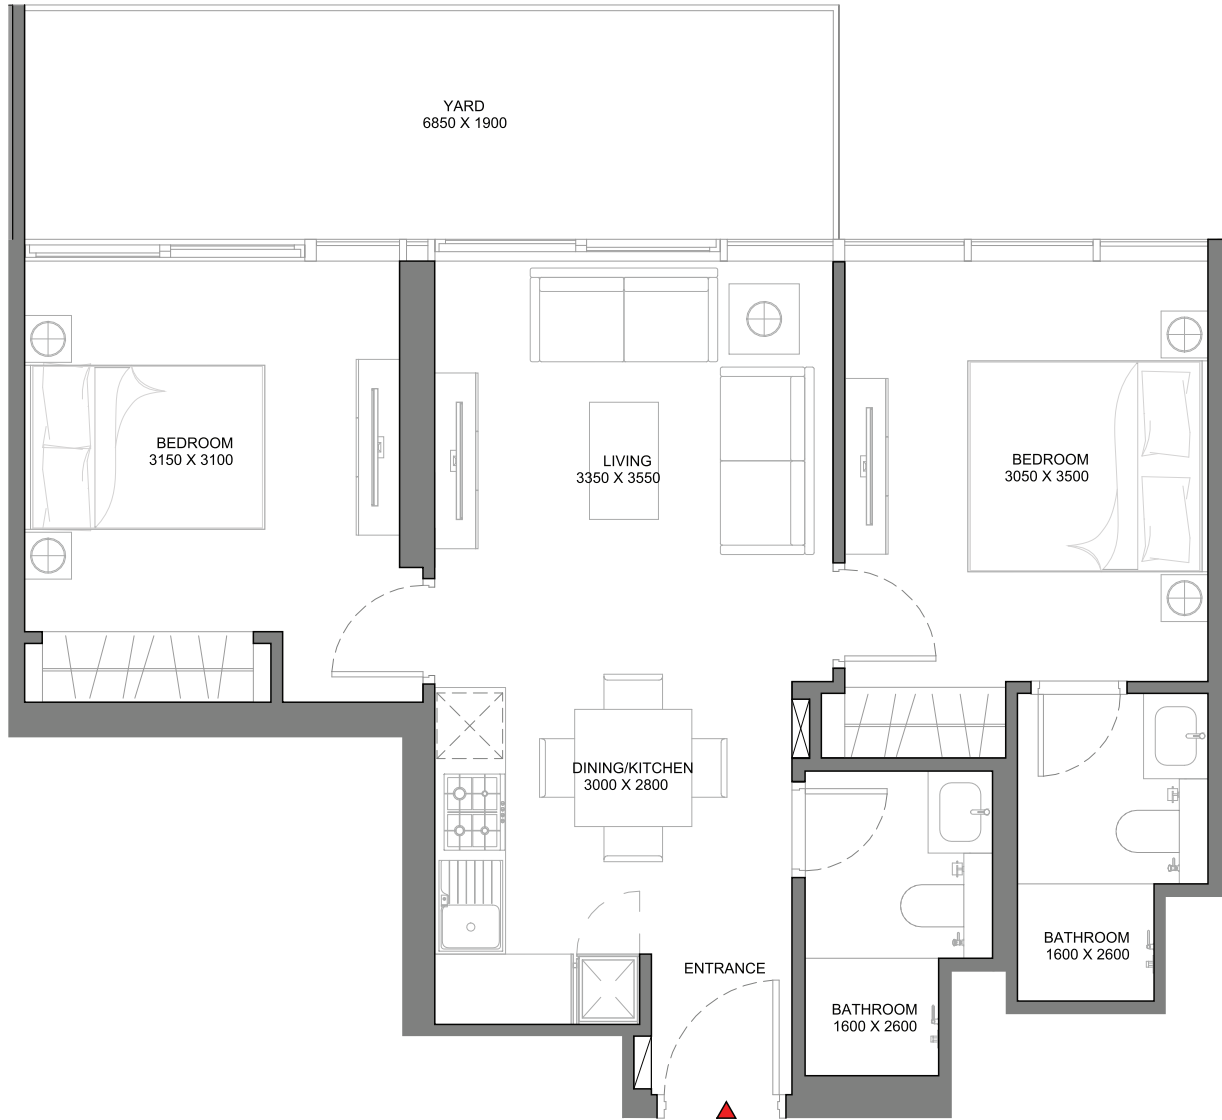 YARD
6850 X 1900
BEDROOM
3150 X 3100
LIVING
3350 X 3550
BEDROOM
3050 X 3500
DINING/KITCHEN
3000 X 2800
ENTRANCE
BATHROOM
1600 X 2600
BATHROOM
1600 X 2600